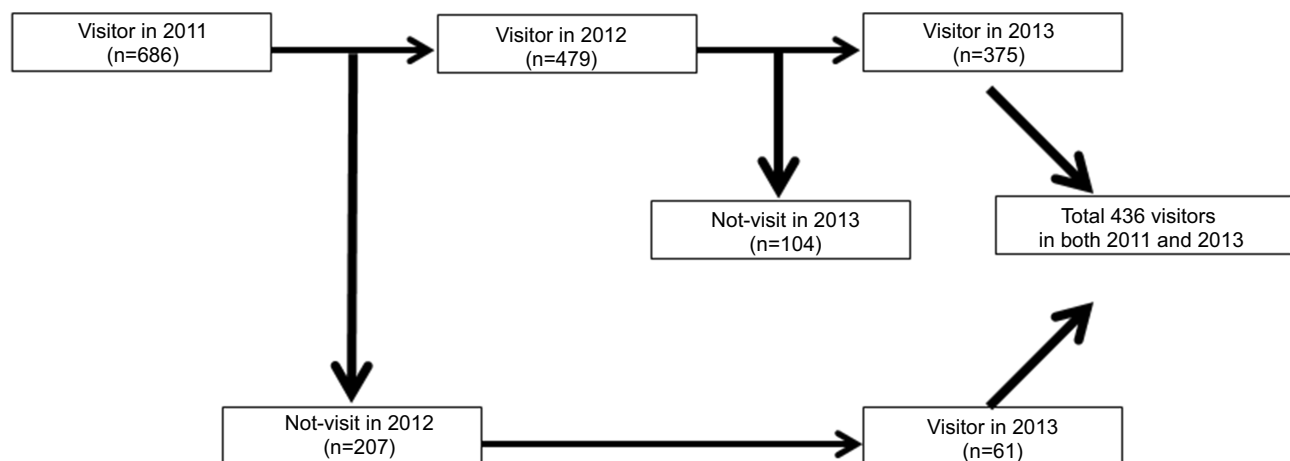 Visitor in 2011
(n=686)
Visitor in 2012
(n=479)
Visitor in 2013
(n=375)
Not-visit in 2013
(n=104)
Total 436 visitors
in both 2011 and 2013
Not-visit in 2012
(n=207)
Visitor in 2013
(n=61)